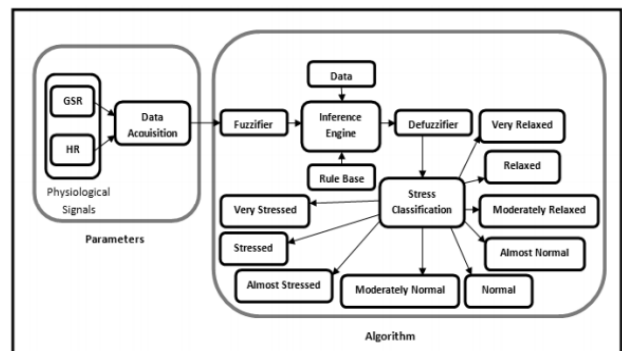 GSR
HR
Data
Acquisition
Physiological
Signals
Parameters
Fuzzifier
Data
Inference
Engine
Rule Base
Defuzzifier
Stress
Classification
Very Relaxed
Relaxed
Moderately Relaxed
Almost Normal
Normal
Moderately Normal
Almost Stressed
Stressed
Very Stressed
Algorithm